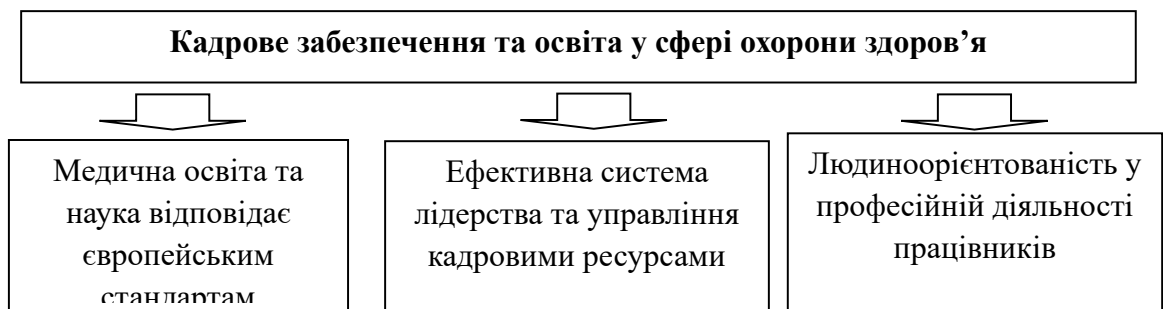 Кадрове забезпечення та освіта у сфері охорони здоров’я
Медична освіта та
наука відповідає
європейським
стандартам
Ефективна система
лідерства та управління
кадровими ресурсами
Людиноорієнтованість у
професійній діяльності
працівників